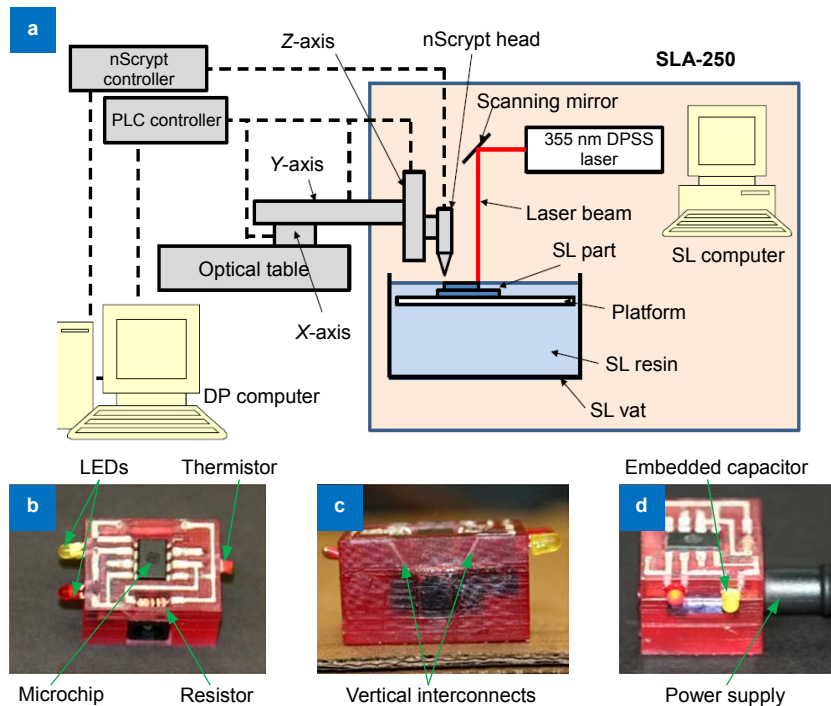 a
Z-axis
nScrypt head
SLA-250
nScrypt
controller
Scanning mirror
PLC controller
355 nm DPSS
laser
Y-axis
Laser beam
SL computer
SL part
Optical table
Platform
X-axis
SL resin
SL vat
DP computer
LEDs
Thermistor
Embedded capacitor
b
c
d
Microchip
Resistor
Vertical interconnects
Power supply